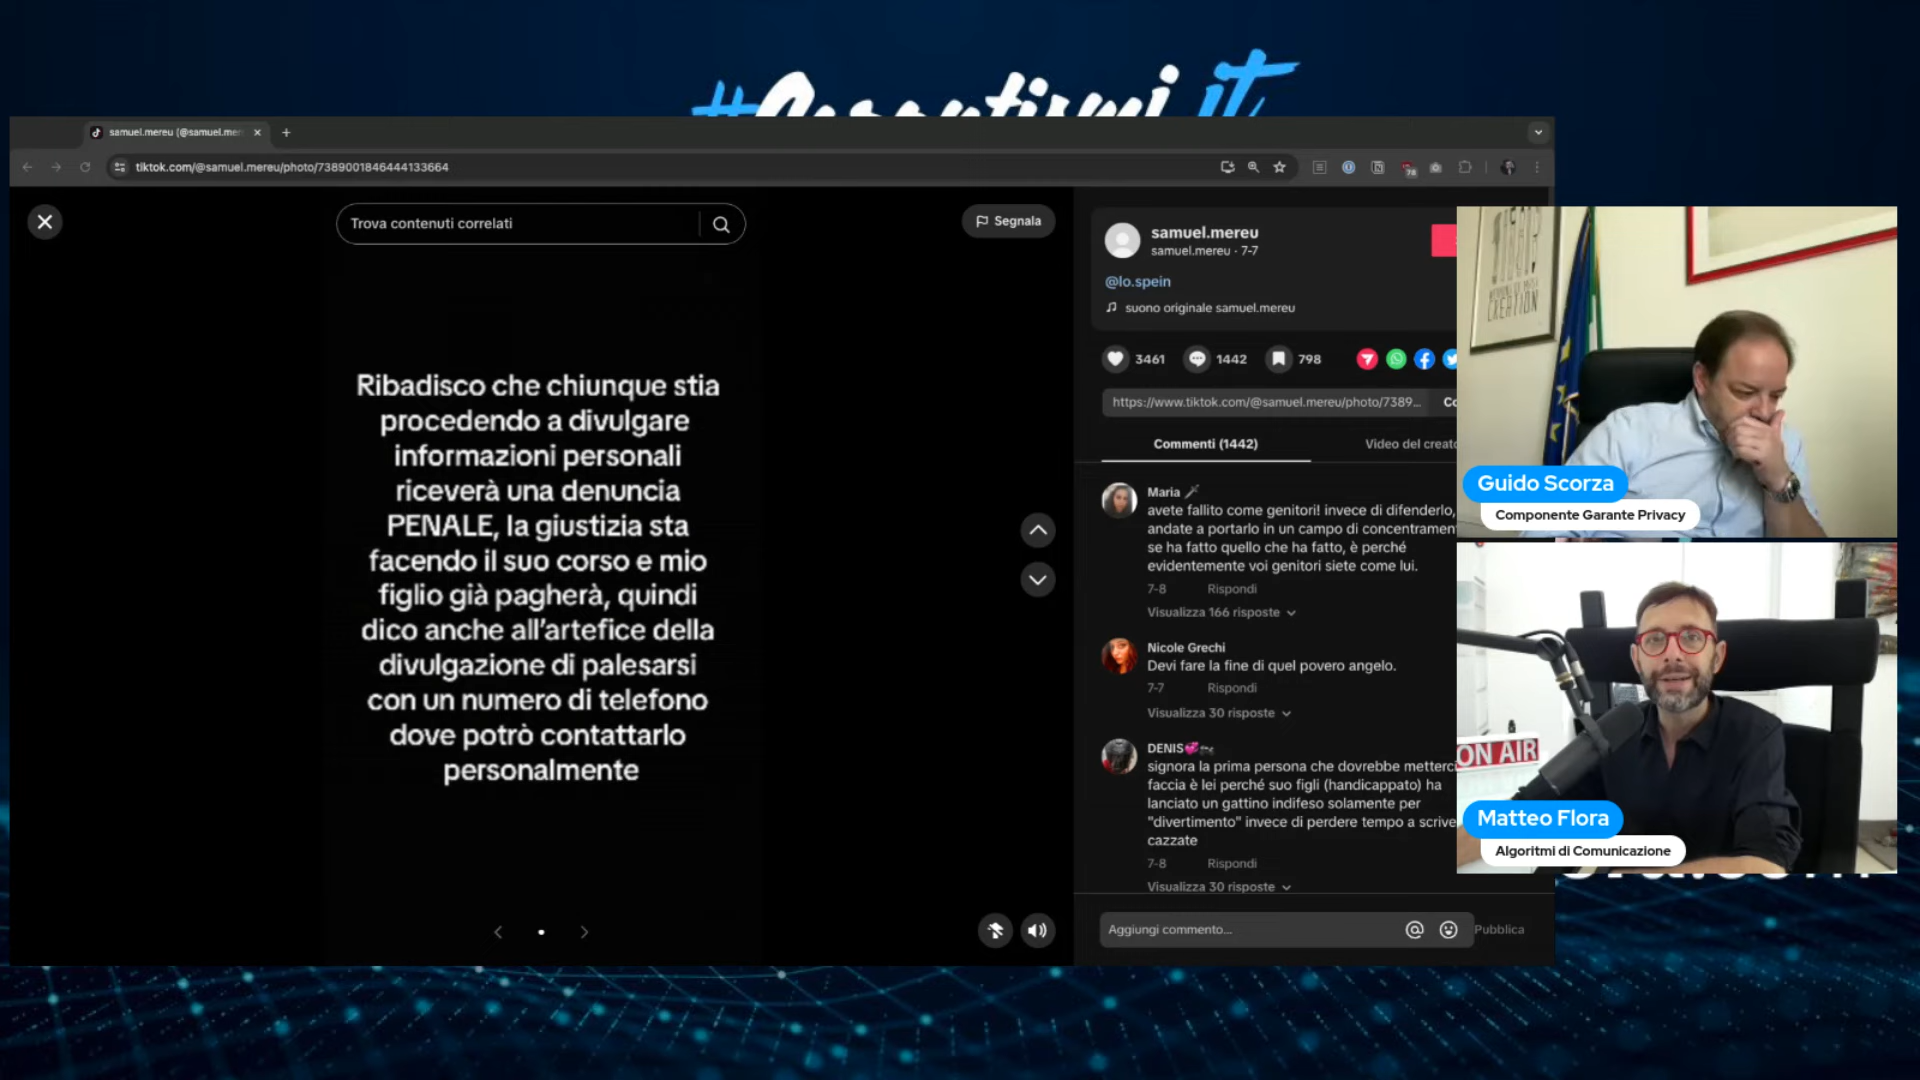 samuel.mereu (@samuel.mer
tiktok.com/@samuel.mereu/photo/7389001846444133664
78
Trova contenuti correlati
Segnala
Ribadisco che chiunque stia
procedendo a divulgare
informazioni personali
riceverà una denuncia
PENALE, la giustizia sta
facendo il suo corso e mio
figlio già pagherà, quindi
dico anche all'artefice della
divulgazione di palesarsi
con un numero di telefono
dove potrò contattarlo
personalmente
samuel.mereu
samuel.mereu · 7-7
@lo.spein
suono originale samuel.mereu
3461
1442
798
https://www.tiktok.com/@samuel.mereu/photo/7389...
Co
Commenti (1442)
Video del creato
Maria
avete fallito come genitori! invece di difenderlo,
andate a portarlo in un campo di concentramen
se ha fatto quello che ha fatto, è perché
evidentemente voi genitori siete come lui.
7-8 Rispondi
Visualizza 166 risposte
Nicole Grechi
Devi fare la fine di quel povero angelo.
7-7 Rispondi
Visualizza 30 risposte
DENIS
signora la prima persona che dovrebbe metterci
faccia è lei perché suo figli (handicappato) ha
lanciato un gattino indifeso solamente per
"divertimento" invece di perdere tempo a scrive
cazzate
7-8 Rispondi
Visualizza 30 risposte
Aggiungi commento...
Pubblica
CREATION
Guido Scorza
Componente Garante Privacy
ON AIR
Matteo Flora
Algoritmi di Comunicazione